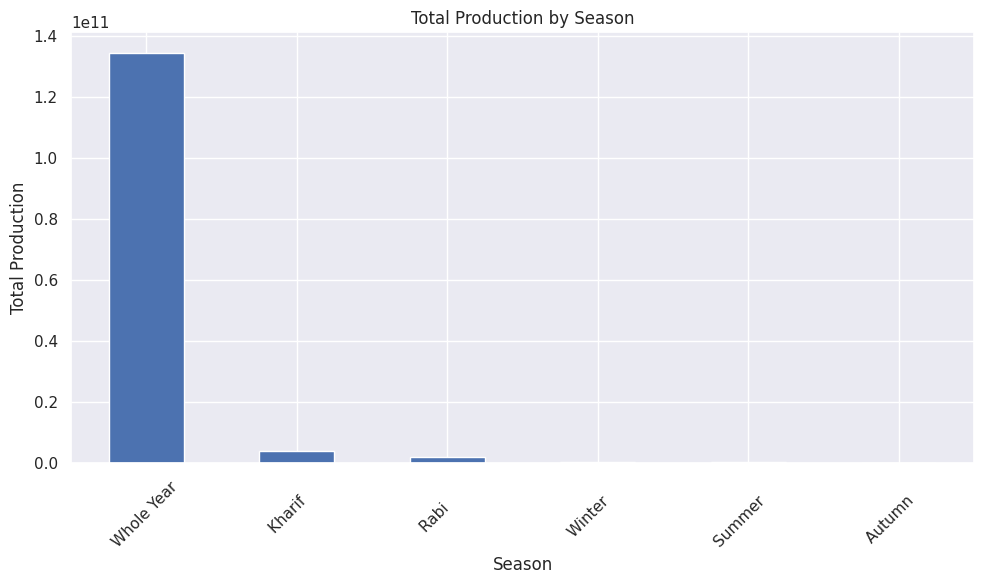 Total Production by Season
1e11
1.4
1.2
1.0
0.8
0.6
0.4
0.2
0.0
Total Production
Whole Year
Kharif
Rabi
Winter
Summer
Autumn
Season